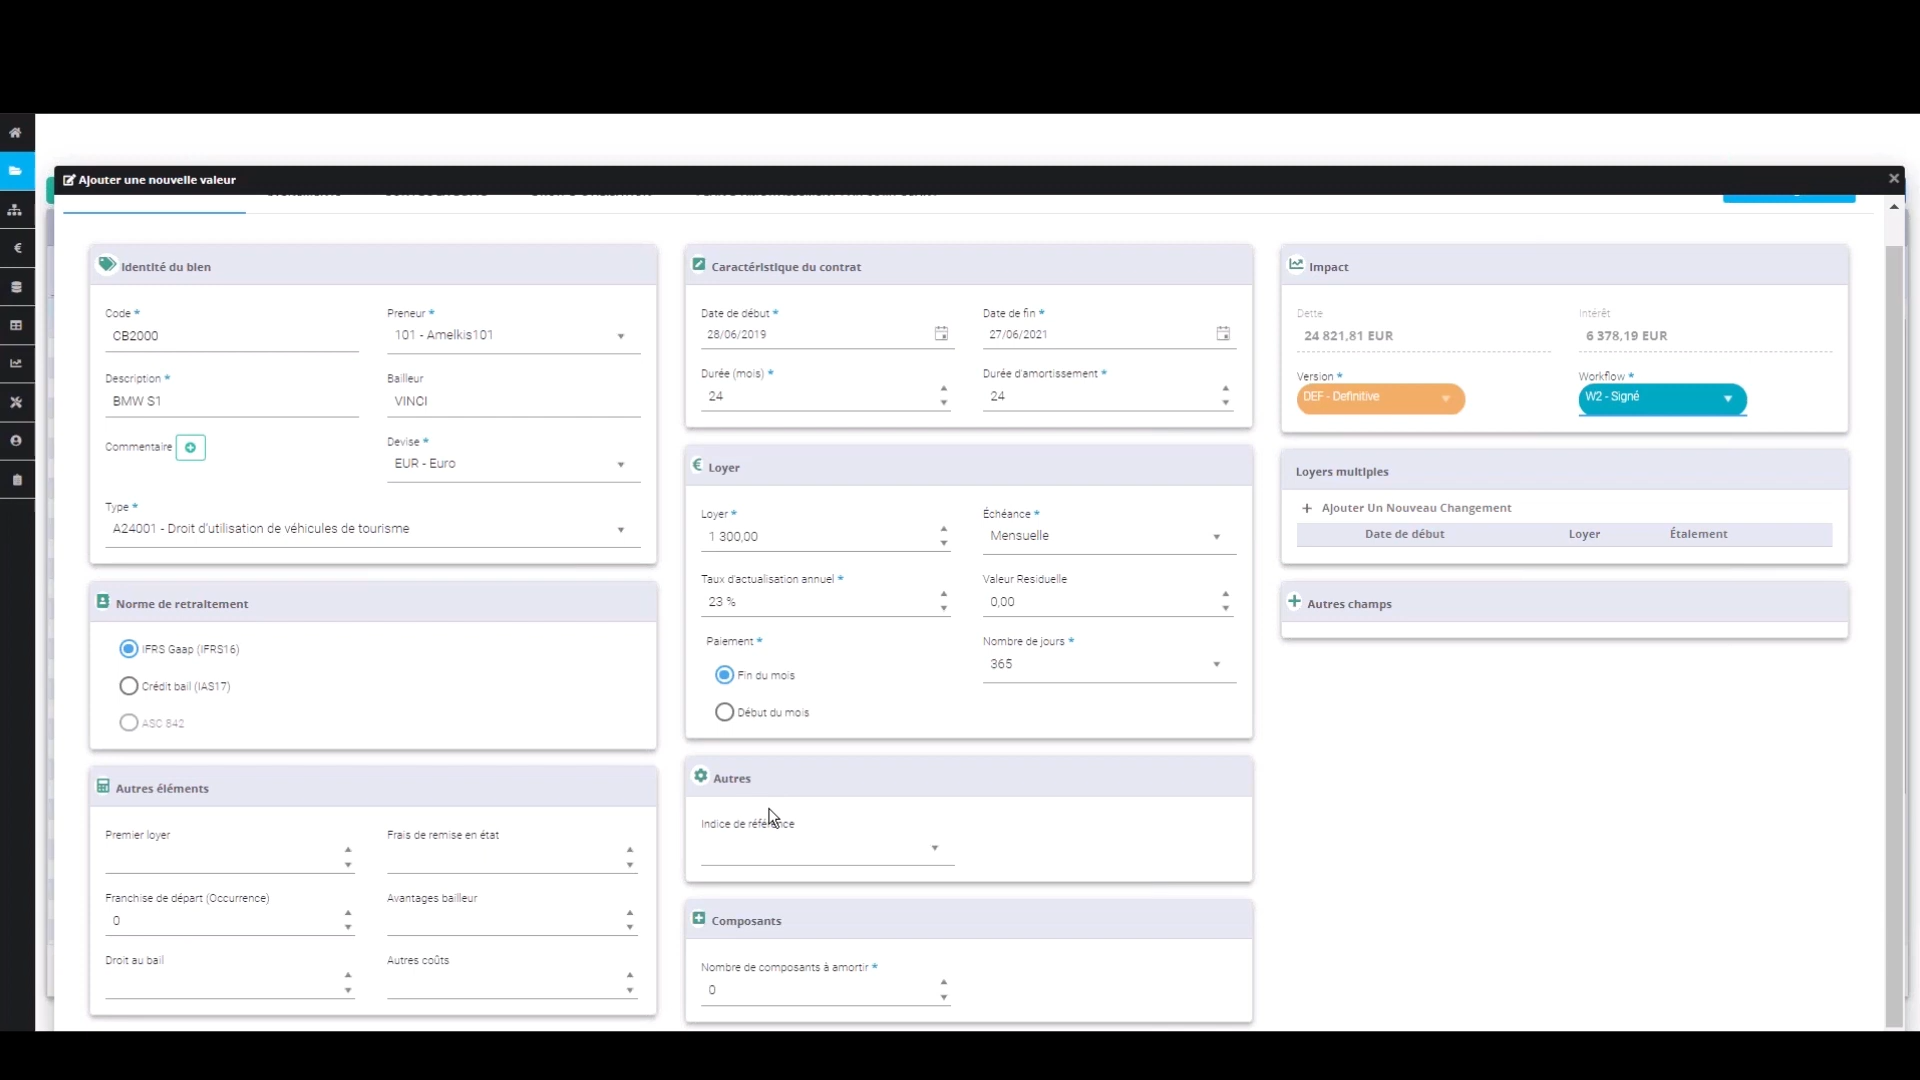 Ajouter une nouvelle valeur
Identité du bien
Code *
CB2000
Preneur *
101 - Amelkis101
Description *
BMW S1
Bailleur
VINCI
Commentaire
Devise *
EUR - Euro
Type *
A24001 - Droit d'utilisation de véhicules de tourisme
Norme de retraitement
IFRS Gaap (IFRS16)
Crédit bail (IAS17)
ASC 842
Autres éléments
Premier loyer
Frais de remise en état
Franchise de départ (Occurrence)
0
Avantages bailleur
Droit au bail
Autres coûts
Caractéristique du contrat
Date de début *
28/06/2019
Date de fin *
27/06/2021
Durée (mois) *
24
Durée d'amortissement *
24
€ Loyer
Loyer *
1 300,00
Échéance *
Mensuelle
Taux d'actualisation annuel *
23 %
Valeur Residuelle
0,00
Paiement *
Fin du mois
Début du mois
Nombre de jours *
365
Autres
Indice de référence
Composants
Nombre de composants à amortir *
0
Impact
Dette
24 821,81 EUR
Intérêt
6 378,19 EUR
Version *
DEF - Definitive
Workflow *
W2 - Signé
Loyers multiples
+ Ajouter Un Nouveau Changement
Date de début Loyer Étalement
Autres champs